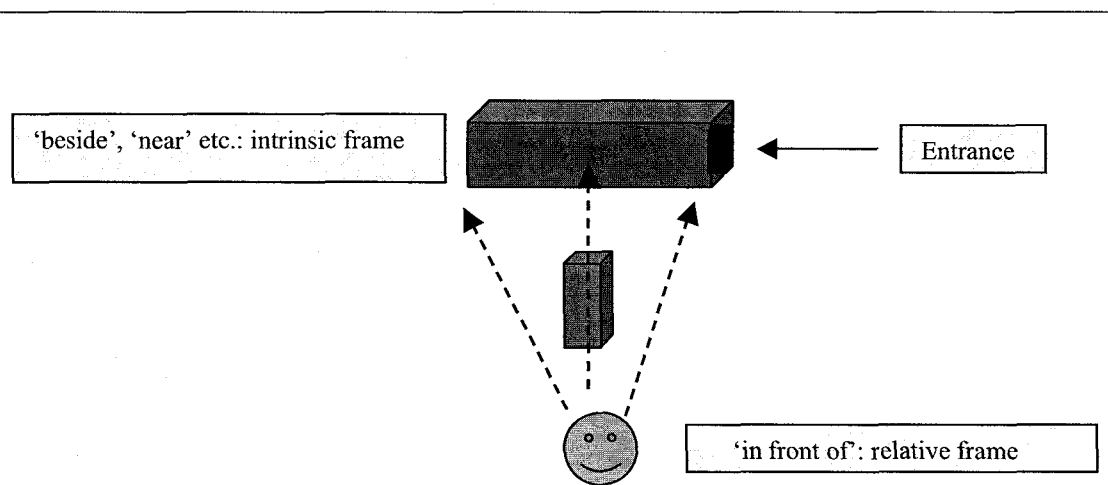 ‘beside’, ‘near’ etc.: intrinsic frame
Entrance
‘in front of’: relative frame